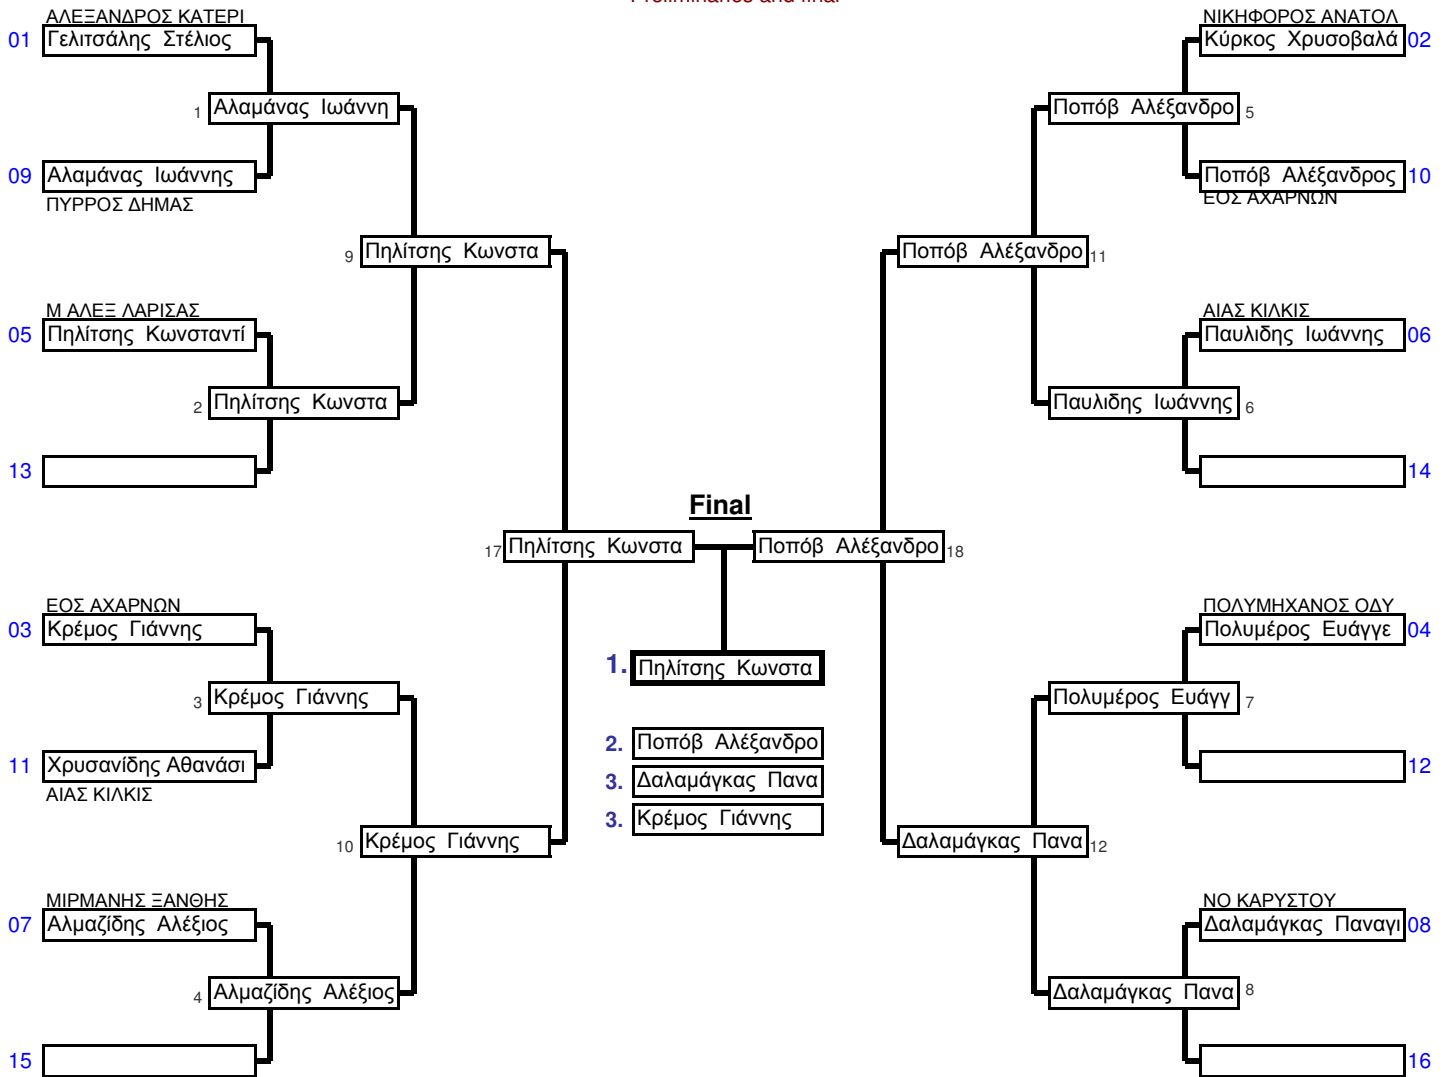 Preliminaries and final
ΑΛΕΞΑΝΔΡΟΣ ΚΑΤΕΡΙ
01 Γελιτσάλης Στέλιος
1 Αλαμάνας Ιωάννη
09 Αλαμάνας Ιωάννης
ΠΥΡΡΟΣ ΔΗΜΑΣ
9 Πηλίτσης Κωνστα
Μ ΑΛΕΞ ΛΑΡΙΣΑΣ
05 Πηλίτσης Κωνσταντί
2 Πηλίτσης Κωνστα
13
17 Πηλίτσης Κωνστα
ΕΟΣ ΑΧΑΡΝΩΝ
03 Κρέμος Γιάννης
3 Κρέμος Γιάννης
11 Χρυσανίδης Αθανάσι
ΑΙΑΣ ΚΙΛΚΙΣ
10 Κρέμος Γιάννης
ΜΙΡΜΑΝΗΣ ΞΑΝΘΗΣ
07 Αλμαζίδης Αλέξιος
4 Αλμαζίδης Αλέξιος
15
Final
1. Πηλίτσης Κωνστα
2. Ποπόβ Αλέξανδρο
3. Δαλαμάγκας Πανα
3. Κρέμος Γιάννης
ΝΙΚΗΦΟΡΟΣ ΑΝΑΤΟΛ
Κύρκος Χρυσοβαλά 02
Ποπόβ Αλέξανδρο 5
Ποπόβ Αλέξανδρος 10
ΕΟΣ ΑΧΑΡΝΩΝ
Ποπόβ Αλέξανδρο 11
ΑΙΑΣ ΚΙΛΚΙΣ
Παυλιδης Ιωάννης 06
Παυλιδης Ιωάννης 6
14
Ποπόβ Αλέξανδρο 18
ΠΟΛΥΜΗΧΑΝΟΣ ΟΔΥ
Πολυμέρος Ευάγγε 04
Πολυμέρος Ευάγγ 7
12
Δαλαμάγκας Πανα 12
ΝΟ ΚΑΡΥΣΤΟΥ
Δαλαμάγκας Παναγι 08
Δαλαμάγκας Πανα 8
16